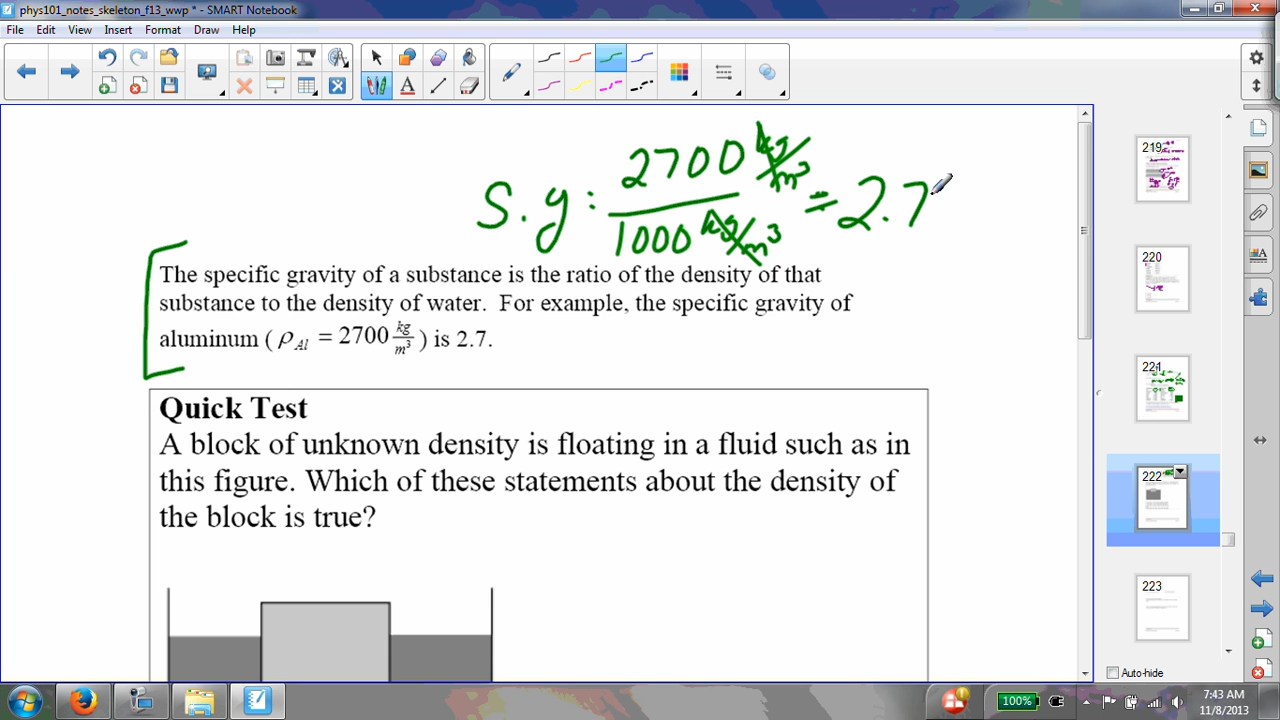 phys101_notes_skeleton_f13_wwp * - SMART Notebook
File Edit View Insert Format Draw Help
S.g: 2700 kg/m³ / 1000 kg/m³ = 2.7
The specific gravity of a substance is the ratio of the density of that
substance to the density of water. For example, the specific gravity of
aluminum ( ρAl = 2700 kg/m³ ) is 2.7.
Quick Test
A block of unknown density is floating in a fluid such as in
this figure. Which of these statements about the density of
the block is true?
219
220
221
222
223
Auto-hide
100%
7:43 AM
11/8/2013